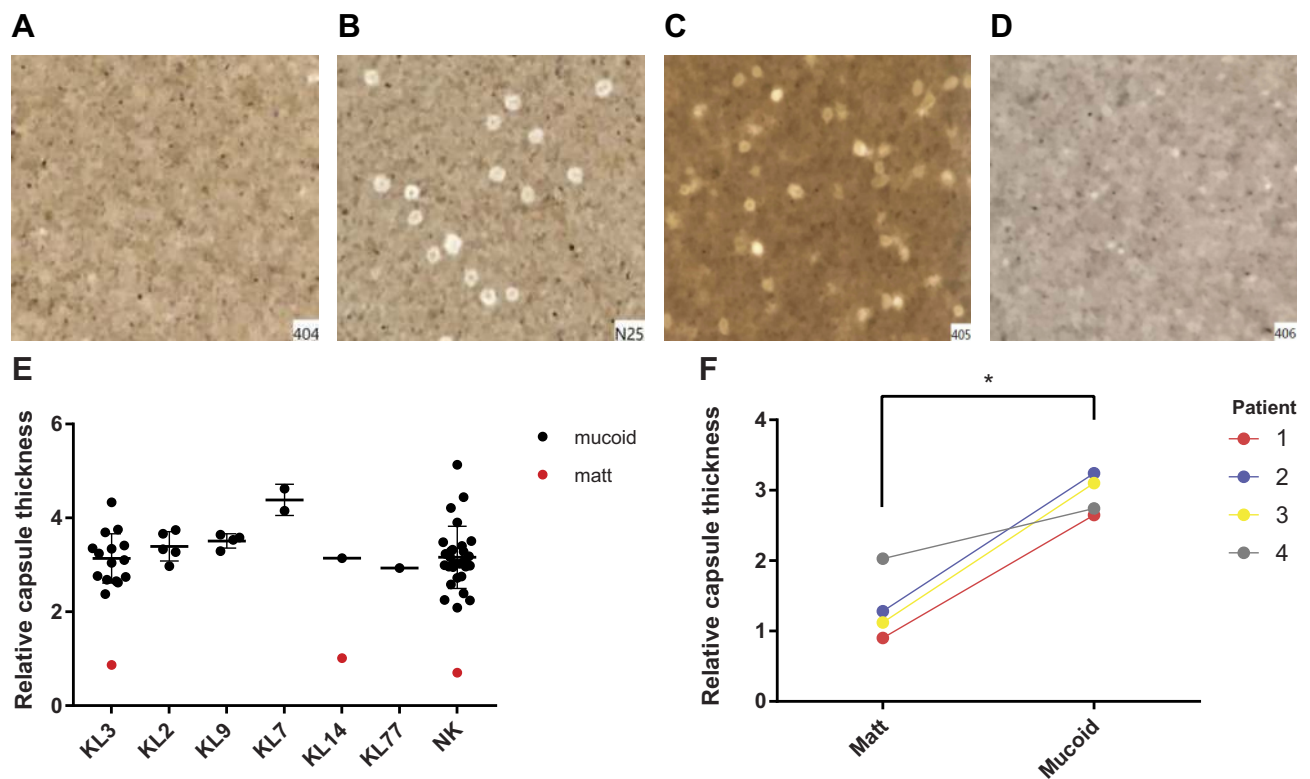 A
B
C
D
404
N25
405
406
E
F
Relative capsule thickness
6
4
2
0
KL3
KL2
KL9
KL7
KL14
KL77
NK
mucoid
matt
Relative capsule thickness
4
3
2
1
0
*
Matt
Mucoid
Patient
1
2
3
4